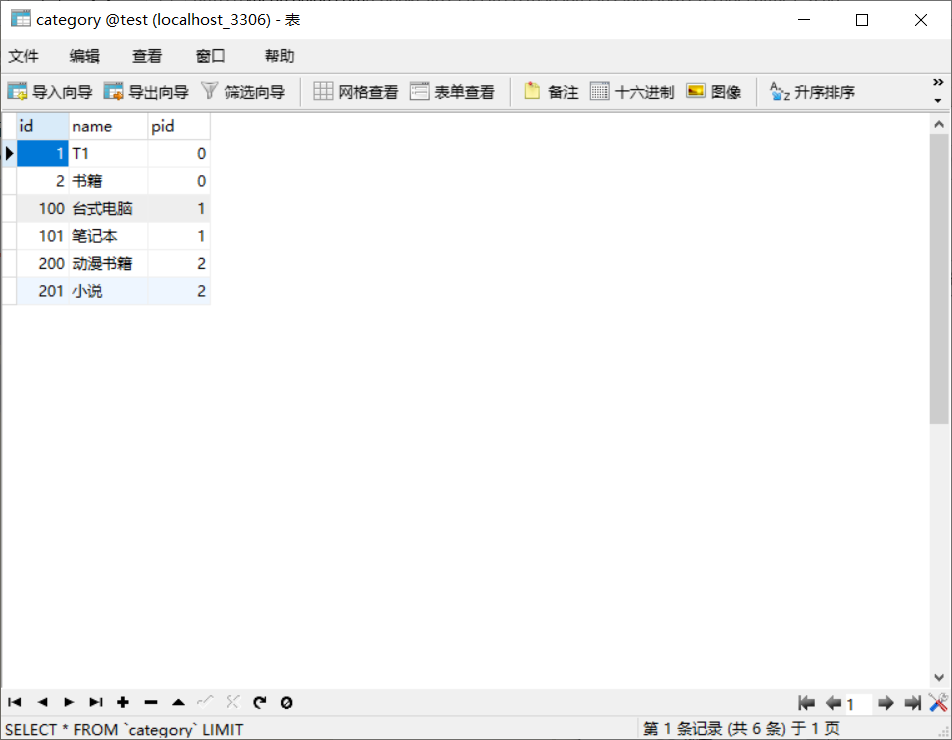 category @test (localhost_3306) - 表
文件 编辑 查看 窗口 帮助
导入向导 导出向导 筛选向导 网格查看 表单查看 备注 十六进制 图像 升序排序
id name pid
1 T1 0
2 书籍 0
100 台式电脑 1
101 笔记本 1
200 动漫书籍 2
201 小说 2
1
SELECT * FROM `category` LIMIT 第 1 条记录 (共 6 条) 于 1 页